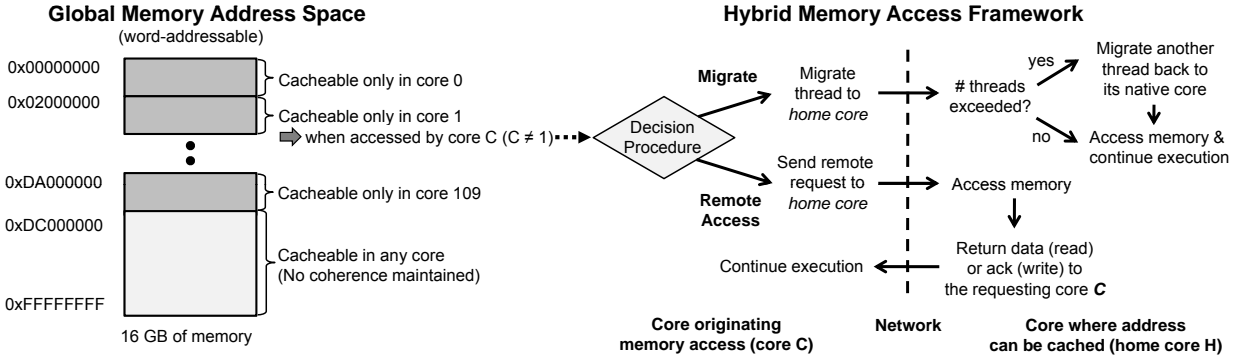 Global Memory Address Space
(word-addressable)
0x00000000
Cacheable only in core 0
0x02000000
Cacheable only in core 1
when accessed by core C (C ≠ 1)
0xDA000000
Cacheable only in core 109
0xDC000000
Cacheable in any core
(No coherence maintained)
0xFFFFFFFF
16 GB of memory
Hybrid Memory Access Framework
Decision
Procedure
Migrate
Migrate
thread to
home core
# threads
exceeded?
yes
Migrate another
thread back to
its native core
no
Access memory &
continue execution
Remote
Access
Send remote
request to
home core
Access memory
Return data (read)
or ack (write) to
the requesting core C
Continue execution
Core originating
memory access (core C)
Network
Core where address
can be cached (home core H)